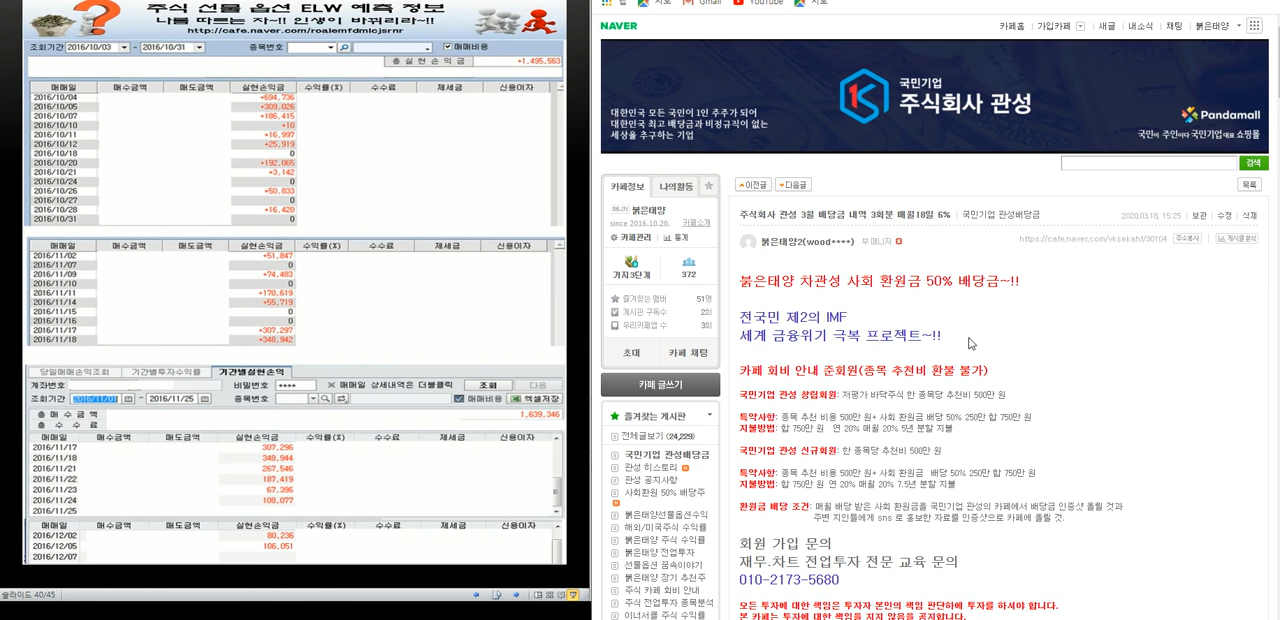 주식 선물 옵션 ELW 예측 정보
나를 따르는 자~!! 인생이 바뀌리라~!!
http://cafe.naver.com/roalemfdmlcjsrnr
조회기간 2016/10/03 ~ 2016/10/31 종목번호 매매비용
총 실 현 손 익 금 +1,495,563
매매일 매수금액 매도금액 실현손익금 수익률(%) 수수료 제세금 신용이자
2016/10/04 +694,736
2016/10/05 +309,026
2016/10/07 +186,415
2016/10/10 +10
2016/10/11 +16,997
2016/10/12 +25,919
2016/10/18 0
2016/10/20 +192,065
2016/10/21 +3,142
2016/10/24 0
2016/10/26 +50,833
2016/10/27 0
2016/10/28 +16,420
2016/10/31 0
매매일 매수금액 매도금액 실현손익금 수익률(%) 수수료 제세금 신용이자
2016/11/02 +51,847
2016/11/07 0
2016/11/09 +74,483
2016/11/10 0
2016/11/11 +170,619
2016/11/14 +55,719
2016/11/15 0
2016/11/16 0
2016/11/17 +307,297
2016/11/18 +348,942
당일매매손익조회 기간별투자수익률 기간별실현손익
계좌번호 비밀번호 **** ※ 매매일 상세내역은 더블클릭 조회 다음
조회기간 2016/11/01 ~ 2016/11/25 종목번호 매매비용 엑셀저장
총 매 수 금 액 1,639,346
총 수 수 료
매매일 매수금액 매도금액 실현손익금 수익률(%) 수수료 제세금 신용이자
2016/11/17 307,296
2016/11/18 348,944
2016/11/21 267,546
2016/11/22 187,419
2016/11/23 67,396
2016/11/24 108,077
2016/11/25
매매일 매수금액 매도금액 실현손익금 수익률(%) 수수료 제세금 신용이자
2016/12/02 80,236
2016/12/05 106,051
2016/12/07
슬라이드 40/45
지도 Gmail YouTube 지도
NAVER 카페홈 가입카페 새글 내소식 채팅 붉은태양
국민기업
주식회사 관성
대한민국 모든 국민이 1인 주주가 되어
대한민국 최고 배당금과 비정규직이 없는
세상을 추구하는 기업
Pandamall
국민이 주인이다 국민기업대표 쇼핑몰
검색
카페정보 나의활동
이전글 다음글 목록
매니저 붉은태양
since 2016.10.20. 카페소개
카페관리 통계
가지3단계 372
즐겨찾는 멤버 51명
게시판 구독수 2회
우리카페앱 수 3회
초대 카페 채팅
카페 글쓰기
즐겨찾는 게시판
전체글보기 (24,229)
국민기업 관성배당금
관성 히스토리
관성 공지사항
사회환원 50% 배당주
붉은태양선물옵션수익
해외/미국주식 수익률
붉은태양 주식 수익률
붉은태양 전업투자
선물옵션 꿈속이야기
붉은태양 장기 추천주
주식 카페 회비 안내
주식 전업투자 종목분석
이너서클 주식 수익률
주식회사 관성 3월 배당금 내역 3회분 매월18일 6% | 국민기업 관성배당금 2020.03.18. 15:25 보관 수정 삭제
붉은태양2(wood****) 부 매니저 https://cafe.naver.com/vksekahf/30104 주소복사 게시글 분석
붉은태양 차관성 사회 환원금 50% 배당금~!!
전국민 제2의 IMF
세계 금융위기 극복 프로젝트~!!
카페 회비 안내 준회원(종목 추천비 환불 불가)
국민기업 관성 창립회원: 저평가 바닥주식 한 종목당 추천비 500만 원
특약사항: 종목 추천 비용 500만 원+ 사회 환원금 배당 50% 250만 합 750만 원
지불방법: 합 750만 원 연 20% 매월 20% 5년 분할 지불
국민기업 관성 신규회원: 한 종목당 추천비 500만 원
특약사항: 종목 추천 비용 500만 원+ 사회 환원금 배당 50% 250만 합 750만 원
지불방법: 합 750만 원 연 20% 매월 20% 7.5년 분할 지불
환원금 배당 조건: 매월 배당 받은 사회 환원금을 국민기업 관성의 카페에서 배당금 인증샷 올릴 것과
주변 지인들에게 sns 로 홍보한 자료를 인증샷으로 카페에 올릴 것.
회원 가입 문의
재무.차트 전업투자 전문 교육 문의
010-2173-5680
모든 투자에 대한 책임은 투자자 본인의 책임 판단하에 투자를 하셔야 합니다.
본 카페는 투자에 대한 책임을 지지 않음을 공지합니다.